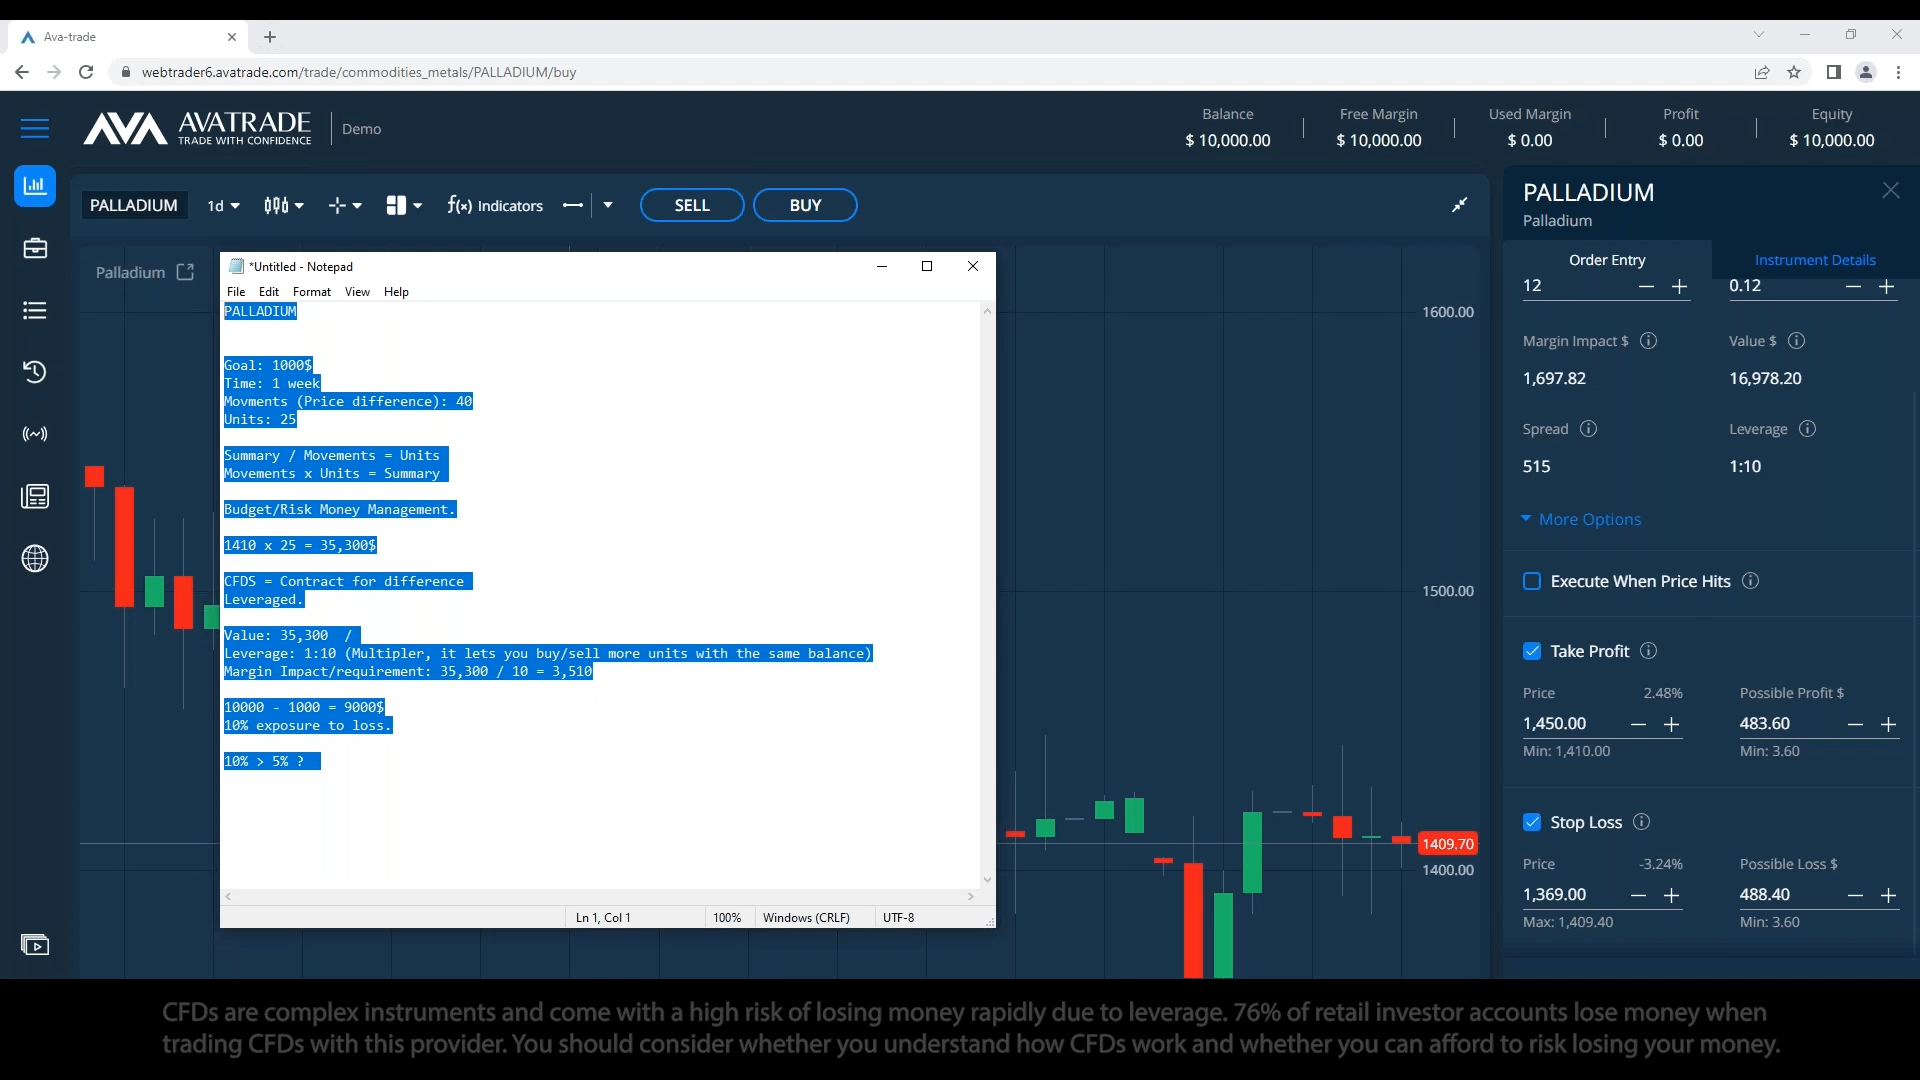 Ava-trade
webtrader6.avatrade.com/trade/commodities_metals/PALLADIUM/buy
AVA AVATRADE
TRADE WITH CONFIDENCE
Demo
Balance
$ 10,000.00
Free Margin
$ 10,000.00
Used Margin
$ 0.00
Profit
$ 0.00
Equity
$ 10,000.00
PALLADIUM 1d f(x) Indicators SELL BUY
Palladium
*Untitled - Notepad
File Edit Format View Help
PALLADIUM
Goal: 1000$
Time: 1 week
Movments (Price difference): 40
Units: 25
Summary / Movements = Units
Movements x Units = Summary
Budget/Risk Money Management.
1410 x 25 = 35,300$
CFDS = Contract for difference
Leveraged.
Value: 35,300  /
Leverage: 1:10 (Multipler, it lets you buy/sell more units with the same balance)
Margin Impact/requirement: 35,300 / 10 = 3,510
10000 - 1000 = 9000$
10% exposure to loss.
10% > 5% ?
Ln 1, Col 1 100% Windows (CRLF) UTF-8
1600.00
1500.00
1409.70
1400.00
PALLADIUM
Palladium
Order Entry Instrument Details
12 0.12
Margin Impact $ Value $
1,697.82 16,978.20
Spread Leverage
515 1:10
More Options
Execute When Price Hits
Take Profit
Price 2.48% Possible Profit $
1,450.00 483.60
Min: 1,410.00 Min: 3.60
Stop Loss
Price -3.24% Possible Loss $
1,369.00 488.40
Max: 1,409.40 Min: 3.60
CFDs are complex instruments and come with a high risk of losing money rapidly due to leverage. 76% of retail investor accounts lose money when
trading CFDs with this provider. You should consider whether you understand how CFDs work and whether you can afford to risk losing your money.